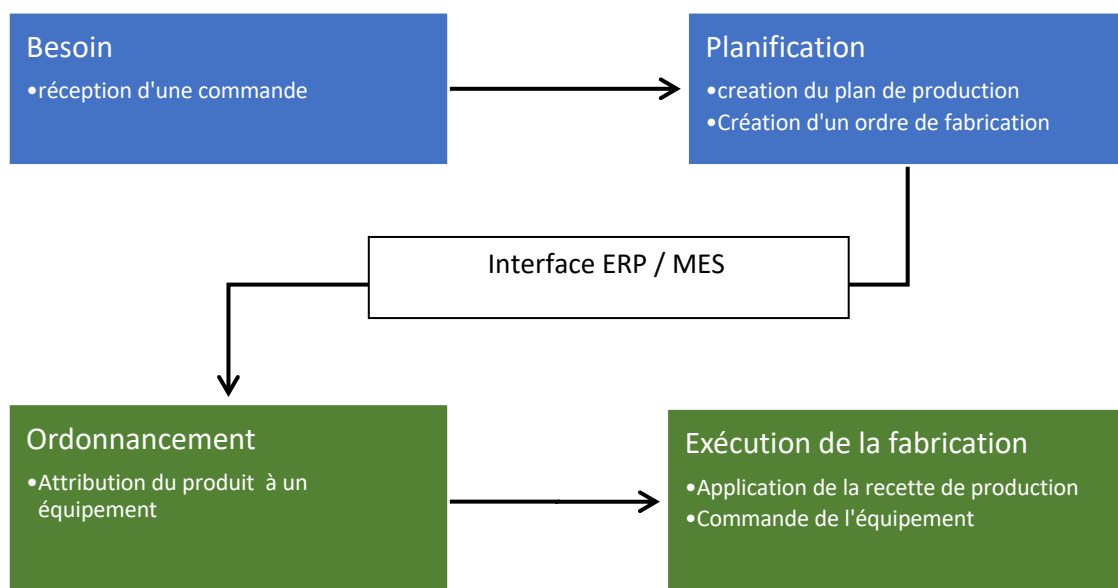 Besoin
•réception d'une commande
Planification
•creation du plan de production
•Création d'un ordre de fabrication
Interface ERP / MES
Ordonnancement
•Attribution du produit à un
équipement
Exécution de la fabrication
•Application de la recette de production
•Commande de l'équipement